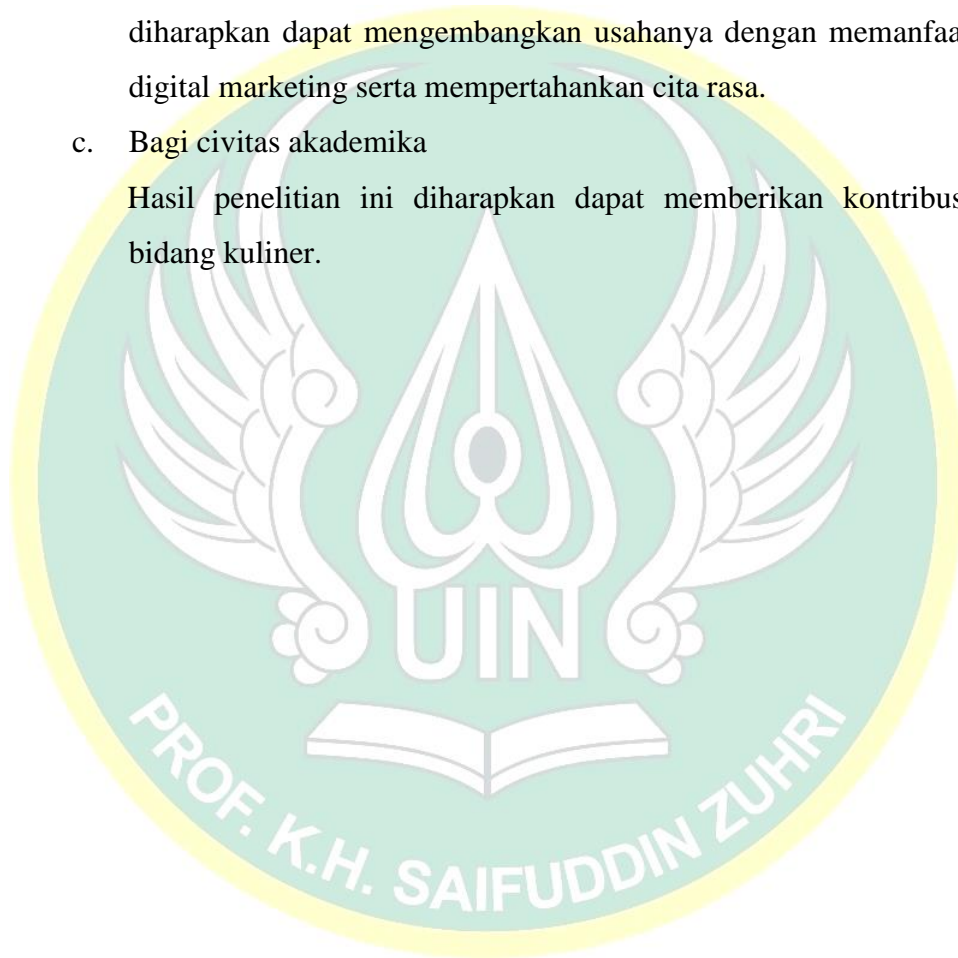 diharapkan dapat mengembangkan usahanya dengan memanfaa
digital marketing serta mempertahankan cita rasa.
c. Bagi civitas akademika
Hasil penelitian ini diharapkan dapat memberikan kontribus
bidang kuliner.
UIN
PROF. K.H. SAIFUDDIN ZUHRI